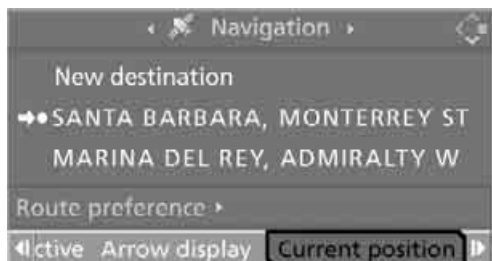 Navigation
New destination
SANTA BARBARA, MONTERREY ST
MARINA DEL REY, ADMIRALTY W
Route preference
ctive Arrow display Current position